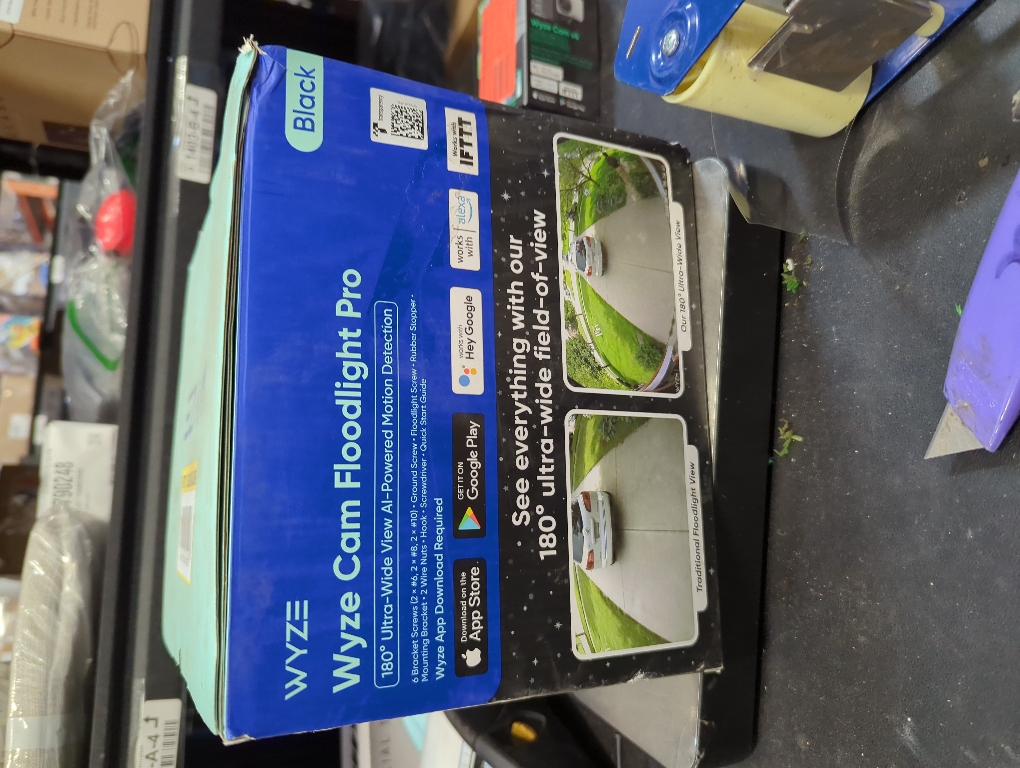 WYZE
Black
Wyze Cam Floodlight Pro
180° Ultra-Wide View AI-Powered Motion Detection
6 Bracket Screws (2 × #6, 2 × #8, 2 × #10) • Ground Screw • Floodlight Screw • Rubber Stopper •
Mounting Bracket • 2 Wire Nuts • Hook • Screwdriver • Quick Start Guide
Wyze App Download Required
Transparency
Download on the
App Store
GET IT ON
Google Play
works with
Hey Google
works
with
alexa
Works with
IFTTT
See everything with our
180° ultra-wide field-of-view
Traditional Floodlight View
Our 180° Ultra-Wide View
-A-4
790248